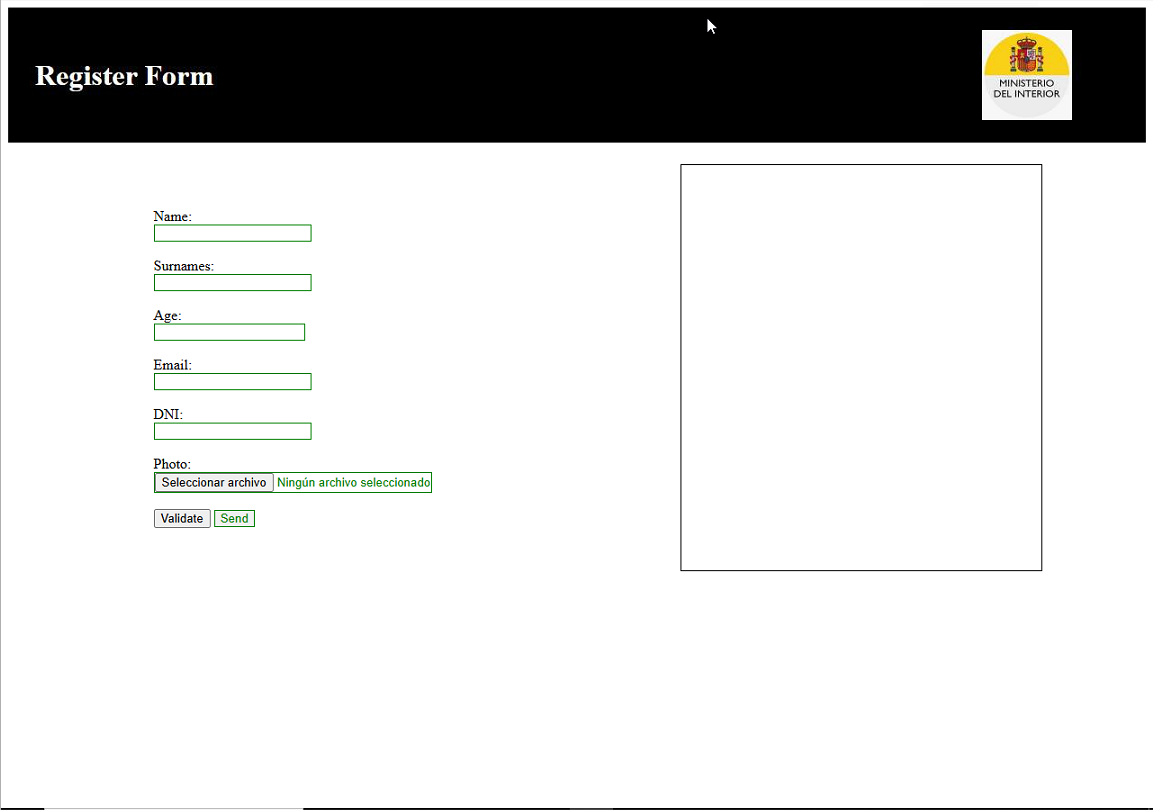 Register Form
MINISTERIO
DEL INTERIOR
Name:
Surnames:
Age:
Email:
DNI:
Photo:
Seleccionar archivo Ningún archivo seleccionado
Validate Send